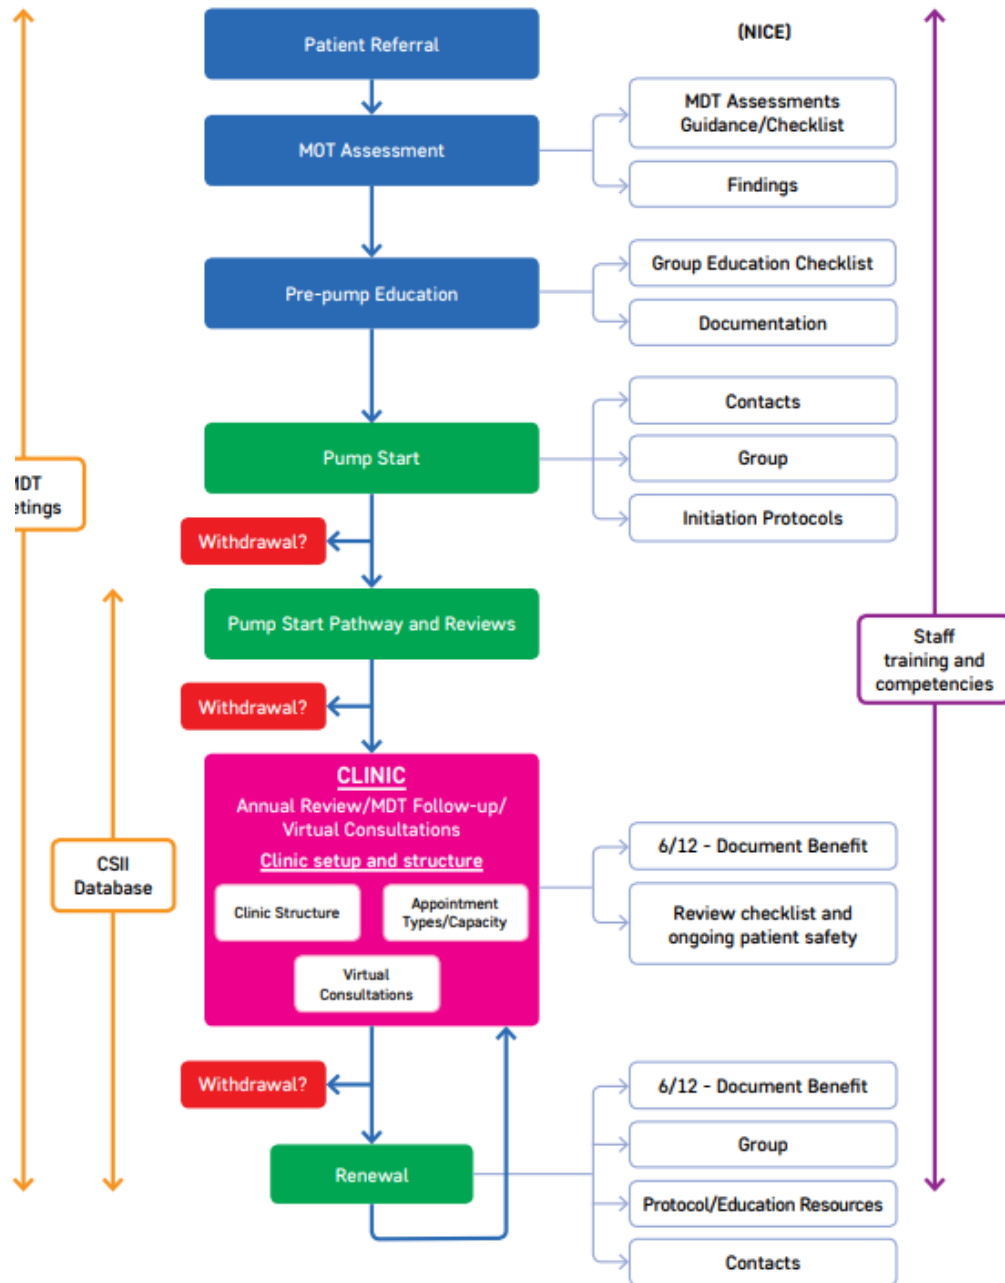 Patient Referral
(NICE)
MOT Assessment
MDT Assessments
Guidance/Checklist
Findings
Pre-pump Education
Group Education Checklist
Documentation
Pump Start
Contacts
Group
Initiation Protocols
MDT
etings
Withdrawal?
Pump Start Pathway and Reviews
Staff
training and
competencies
Withdrawal?
CLINIC
Annual Review/MDT Follow-up/
Virtual Consultations
Clinic setup and structure
Clinic Structure
Appointment
Types/Capacity
Virtual
Consultations
CSII
Database
6/12 - Document Benefit
Review checklist and
ongoing patient safety
Withdrawal?
Renewal
6/12 - Document Benefit
Group
Protocol/Education Resources
Contacts